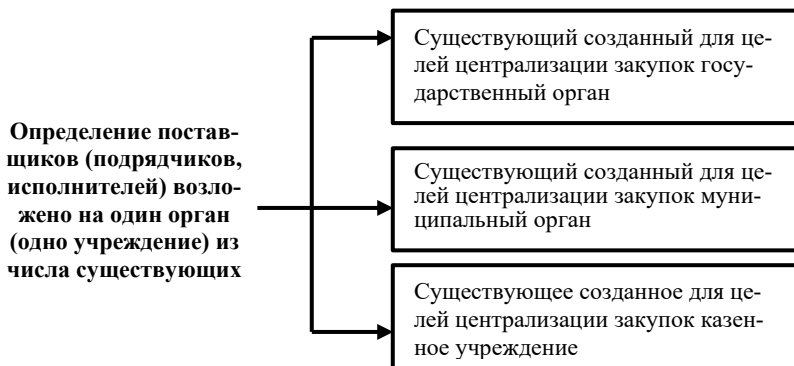 Определение постав-
щиков (подрядчиков,
исполнителей) возло-
жено на один орган
(одно учреждение) из
числа существующих
Существующий созданный для це-
лей централизации закупок госу-
дарственный орган
Существующий созданный для це-
лей централизации закупок муни-
ципальный орган
Существующее созданное для це-
лей централизации закупок казен-
ное учреждение